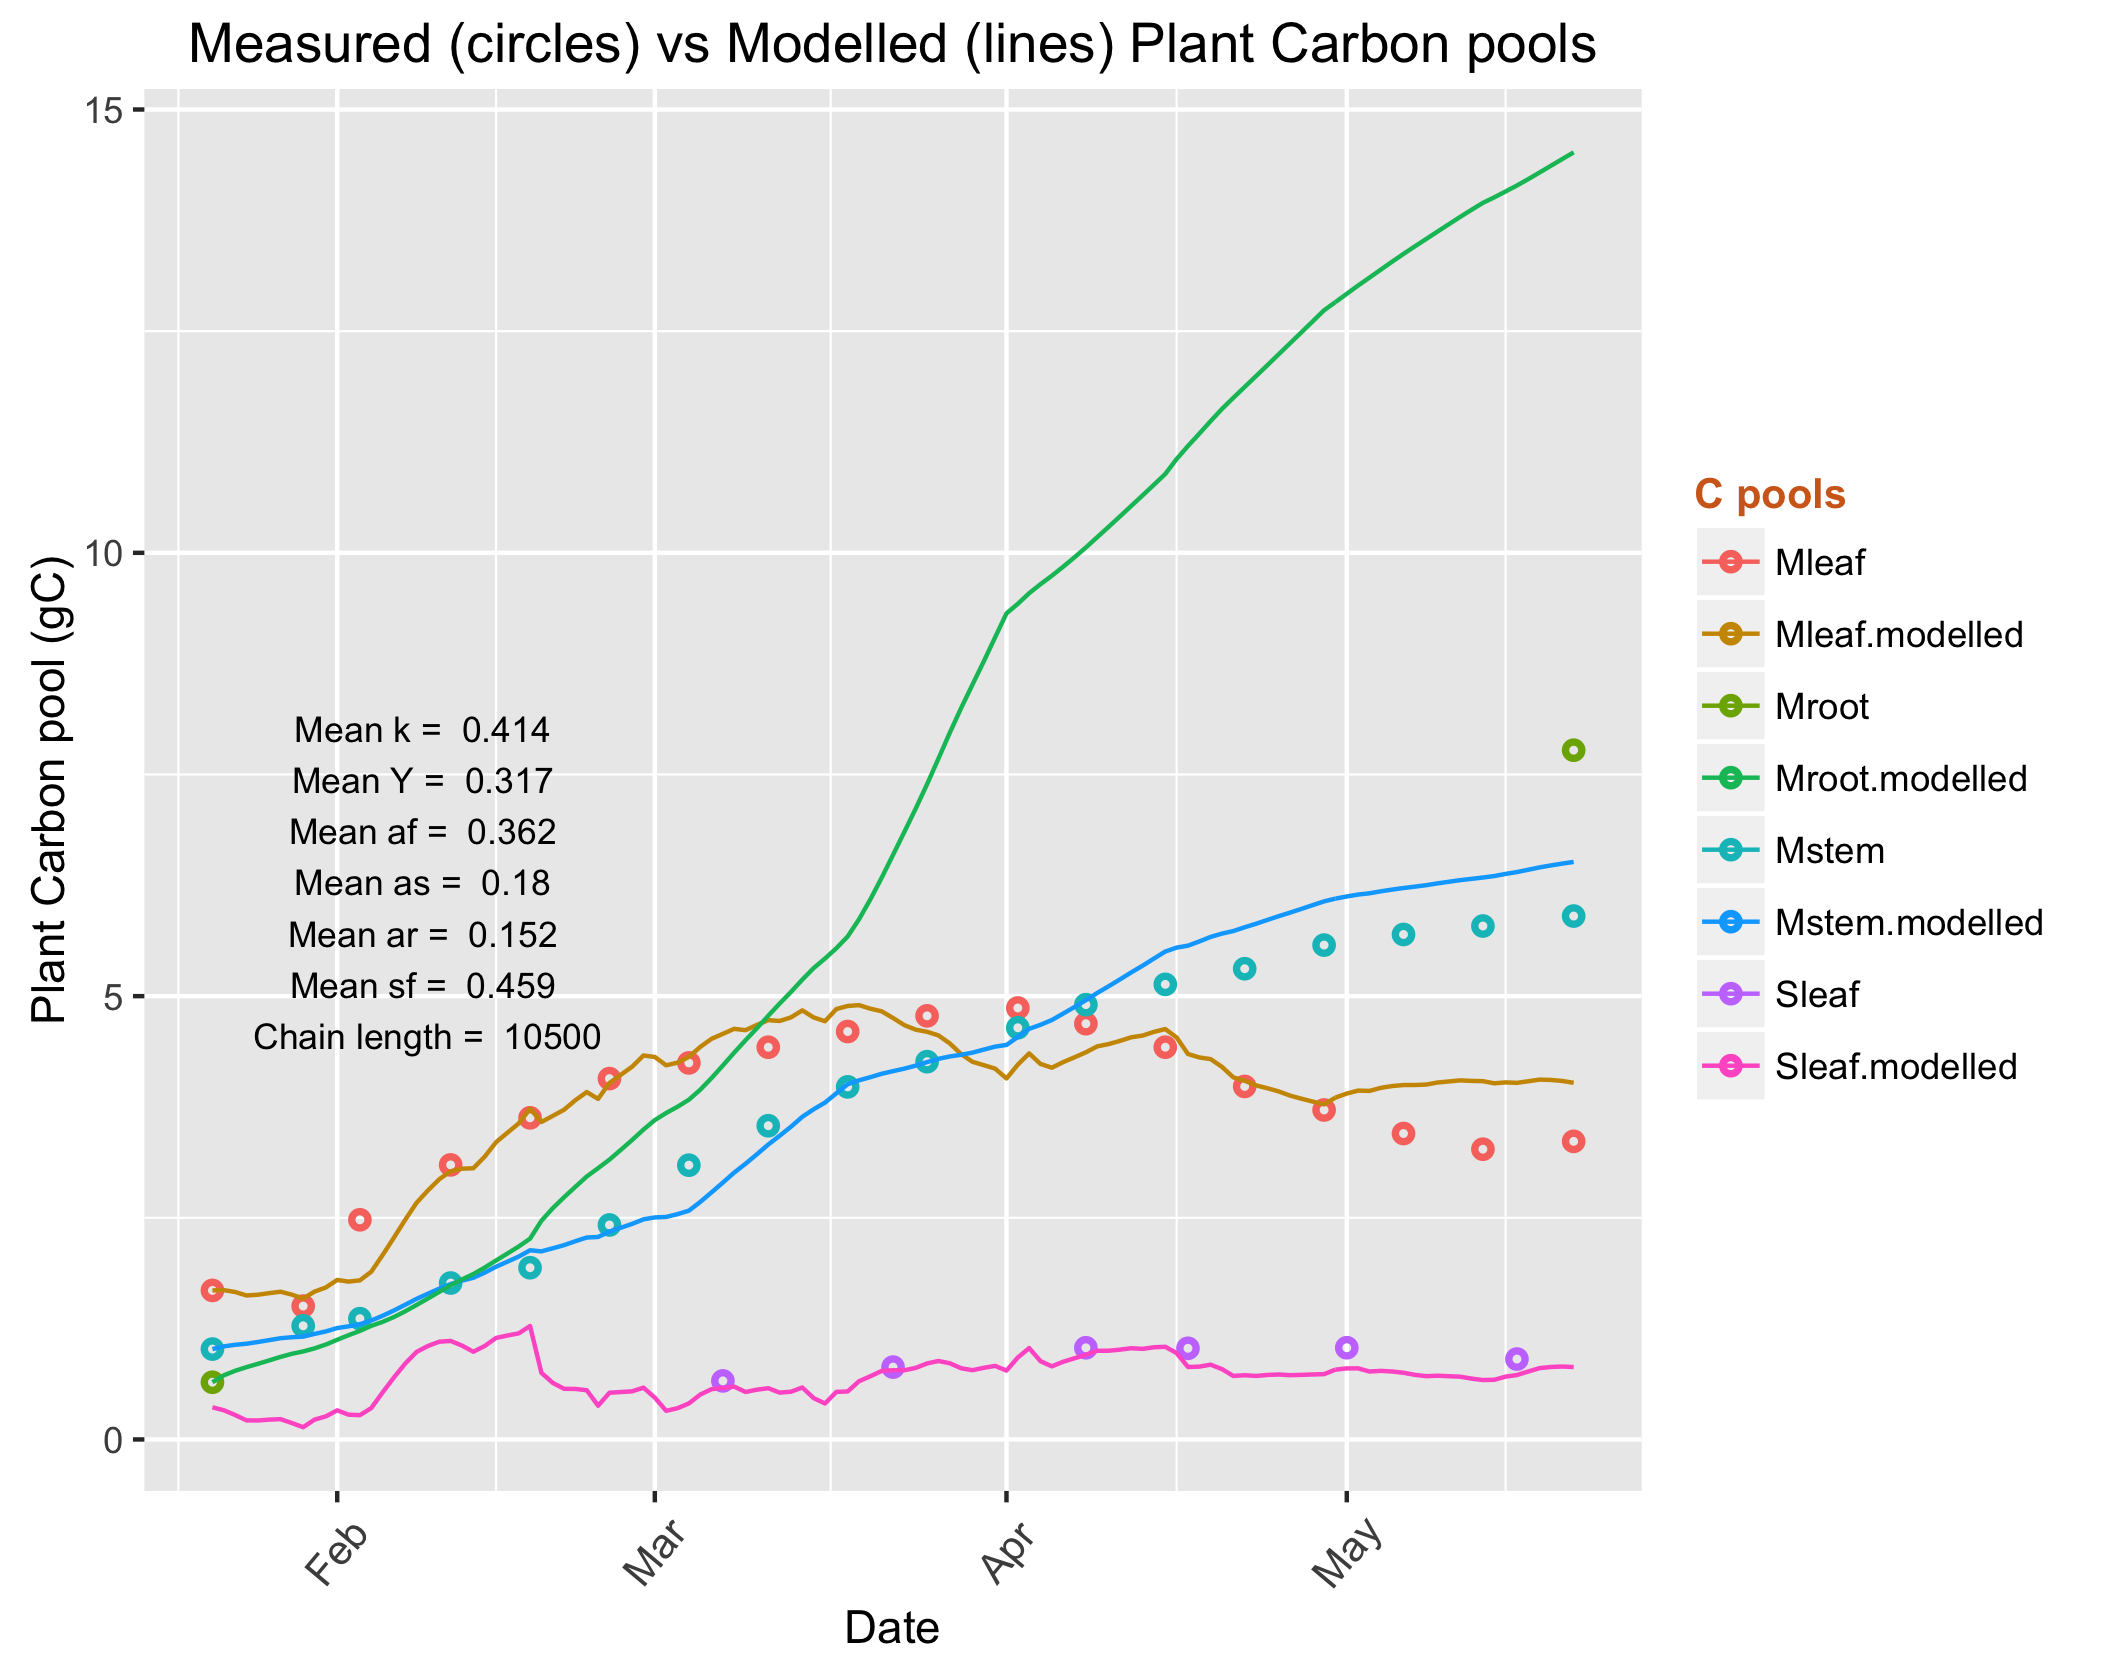 Measured (circles) vs Modelled (lines) Plant Carbon pools
15
10
5
0
Plant Carbon pool (gC)
Mean k = 0.414
Mean Y = 0.317
Mean af = 0.362
Mean as = 0.18
Mean ar = 0.152
Mean sf = 0.459
Chain length = 10500
Feb
Mar
Apr
May
Date
C pools
Mleaf
Mleaf.modelled
Mroot
Mroot.modelled
Mstem
Mstem.modelled
Sleaf
Sleaf.modelled